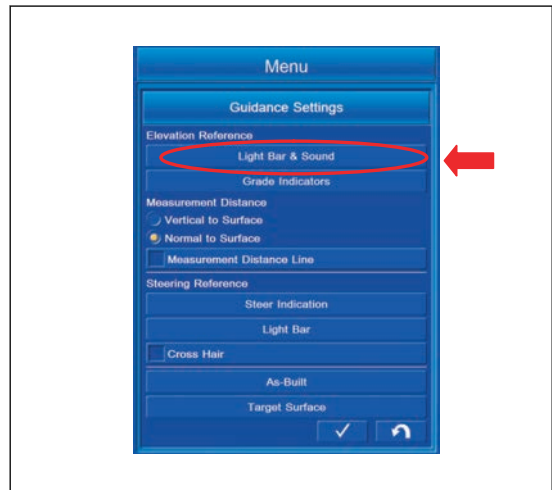 Menu
Guidance Settings
Elevation Reference
Light Bar & Sound
Grade Indicators
Measurement Distance
Vertical to Surface
Normal to Surface
Measurement Distance Line
Steering Reference
Steer Indication
Light Bar
Cross Hair
As-Built
Target Surface